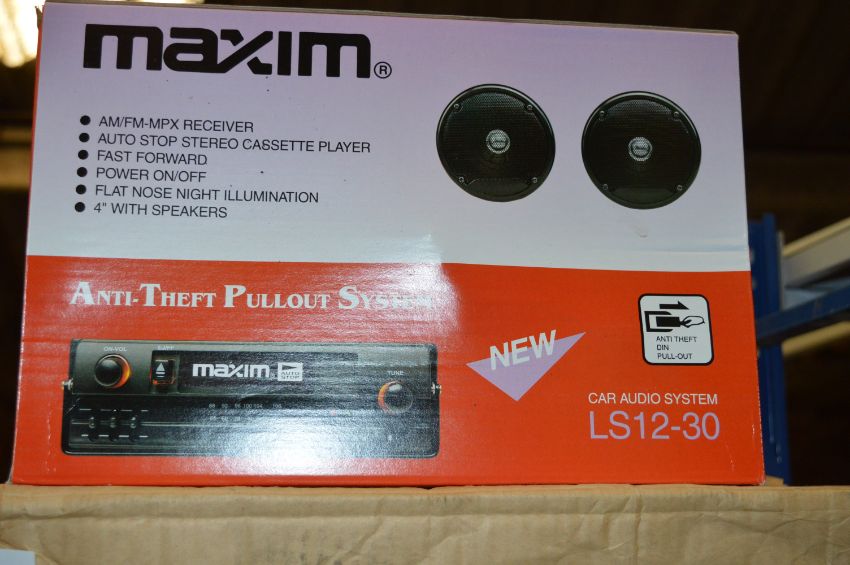 maxim®
● AM/FM-MPX RECEIVER
● AUTO STOP STEREO CASSETTE PLAYER
● FAST FORWARD
● POWER ON/OFF
● FLAT NOSE NIGHT ILLUMINATION
● 4" WITH SPEAKERS
ANTI-THEFT PULLOUT SYSTEM
ON-VOL
maxim
AUTO STOP
TUNE
NEW
ANTI THEFT
DIN
PULL-OUT
CAR AUDIO SYSTEM
LS12-30